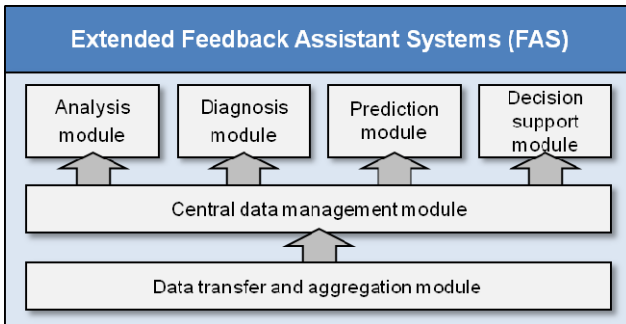 Extended Feedback Assistant Systems (FAS)
Analysis
module
Diagnosis
module
Prediction
module
Decision
support
module
Central data management module
Data transfer and aggregation module